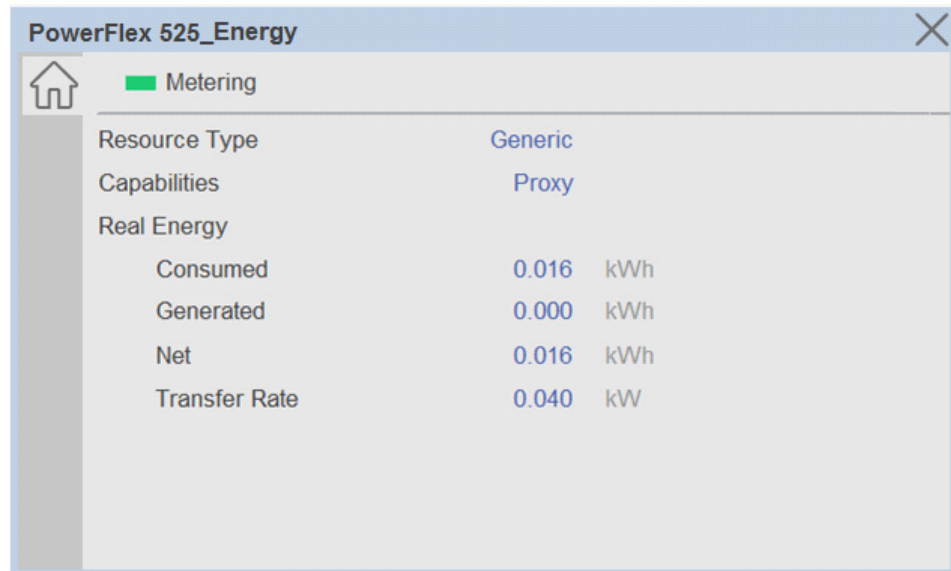 PowerFlex 525_Energy
Metering
Resource Type Generic
Capabilities Proxy
Real Energy
Consumed 0.016 kWh
Generated 0.000 kWh
Net 0.016 kWh
Transfer Rate 0.040 kW